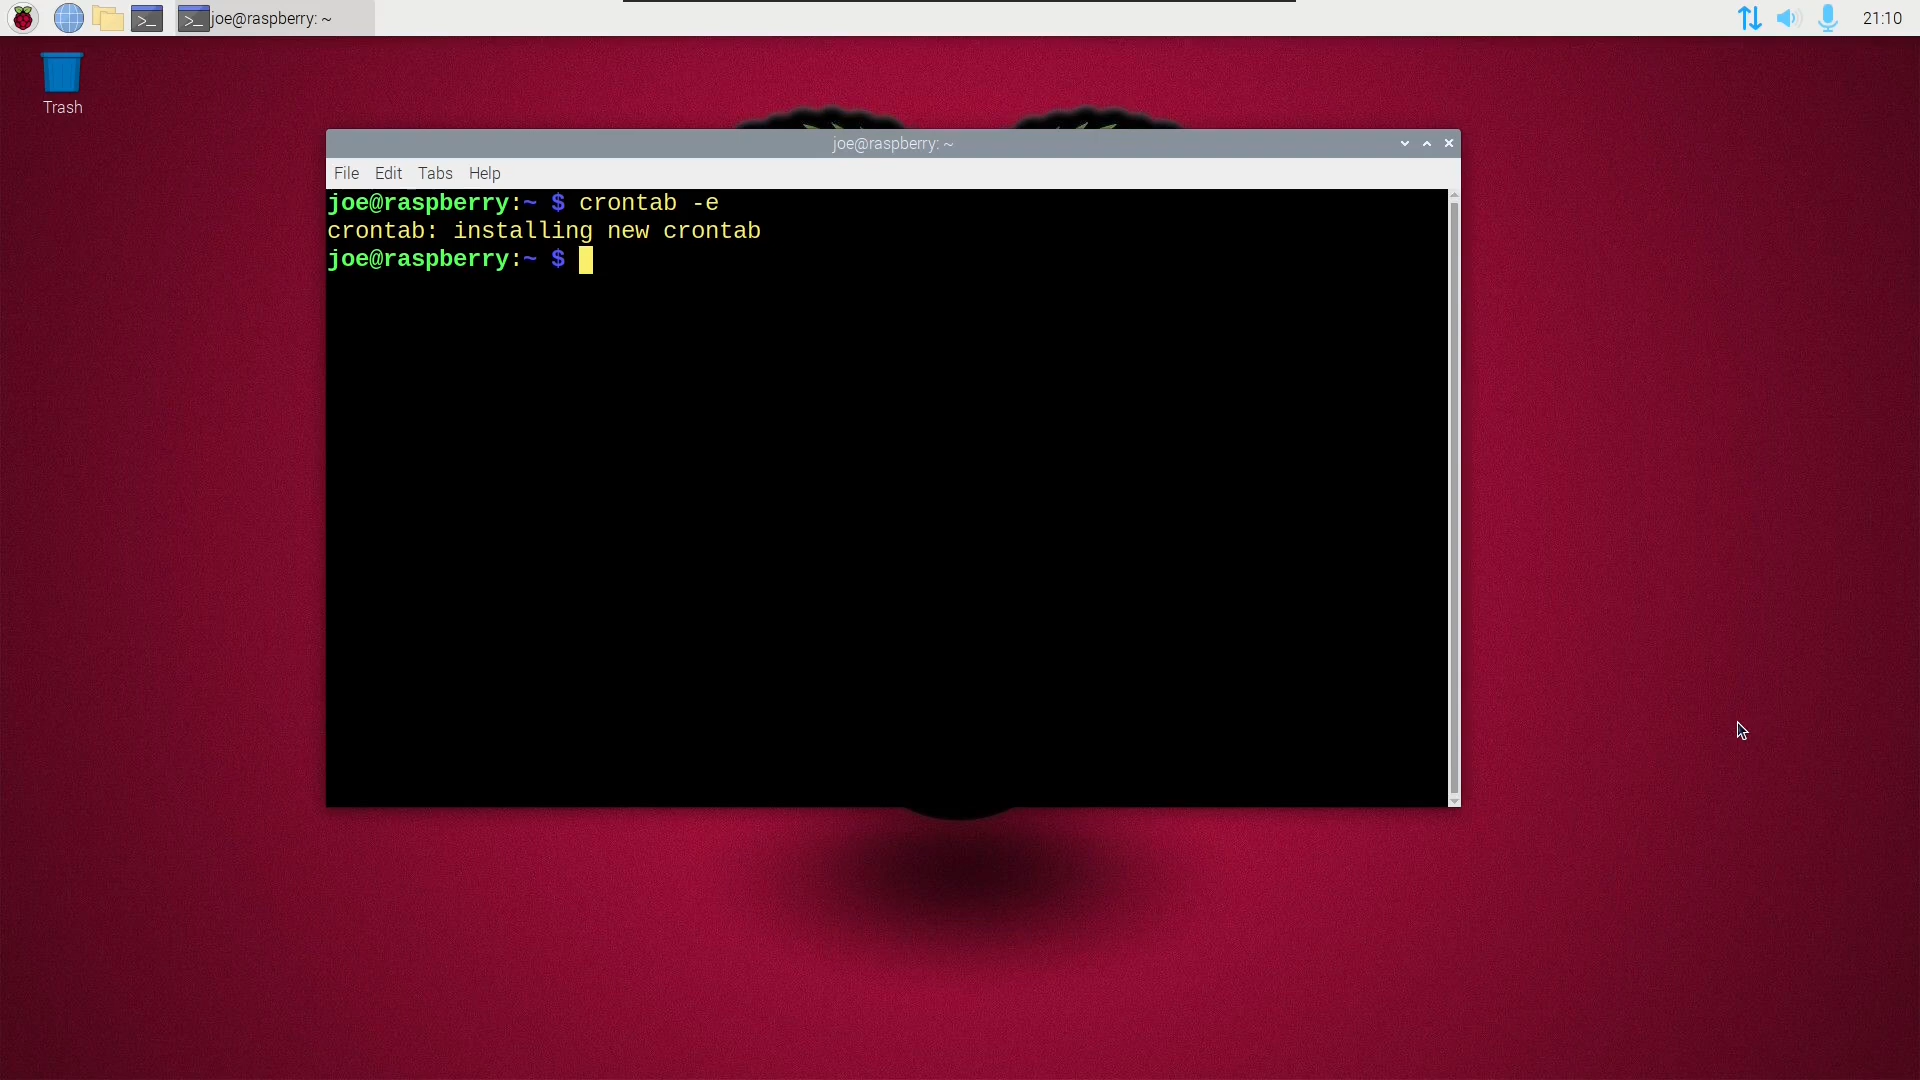 joe@raspberry: ~
21:10
Trash
joe@raspberry: ~
File Edit Tabs Help
joe@raspberry:~ $ crontab -e
crontab: installing new crontab
joe@raspberry:~ $